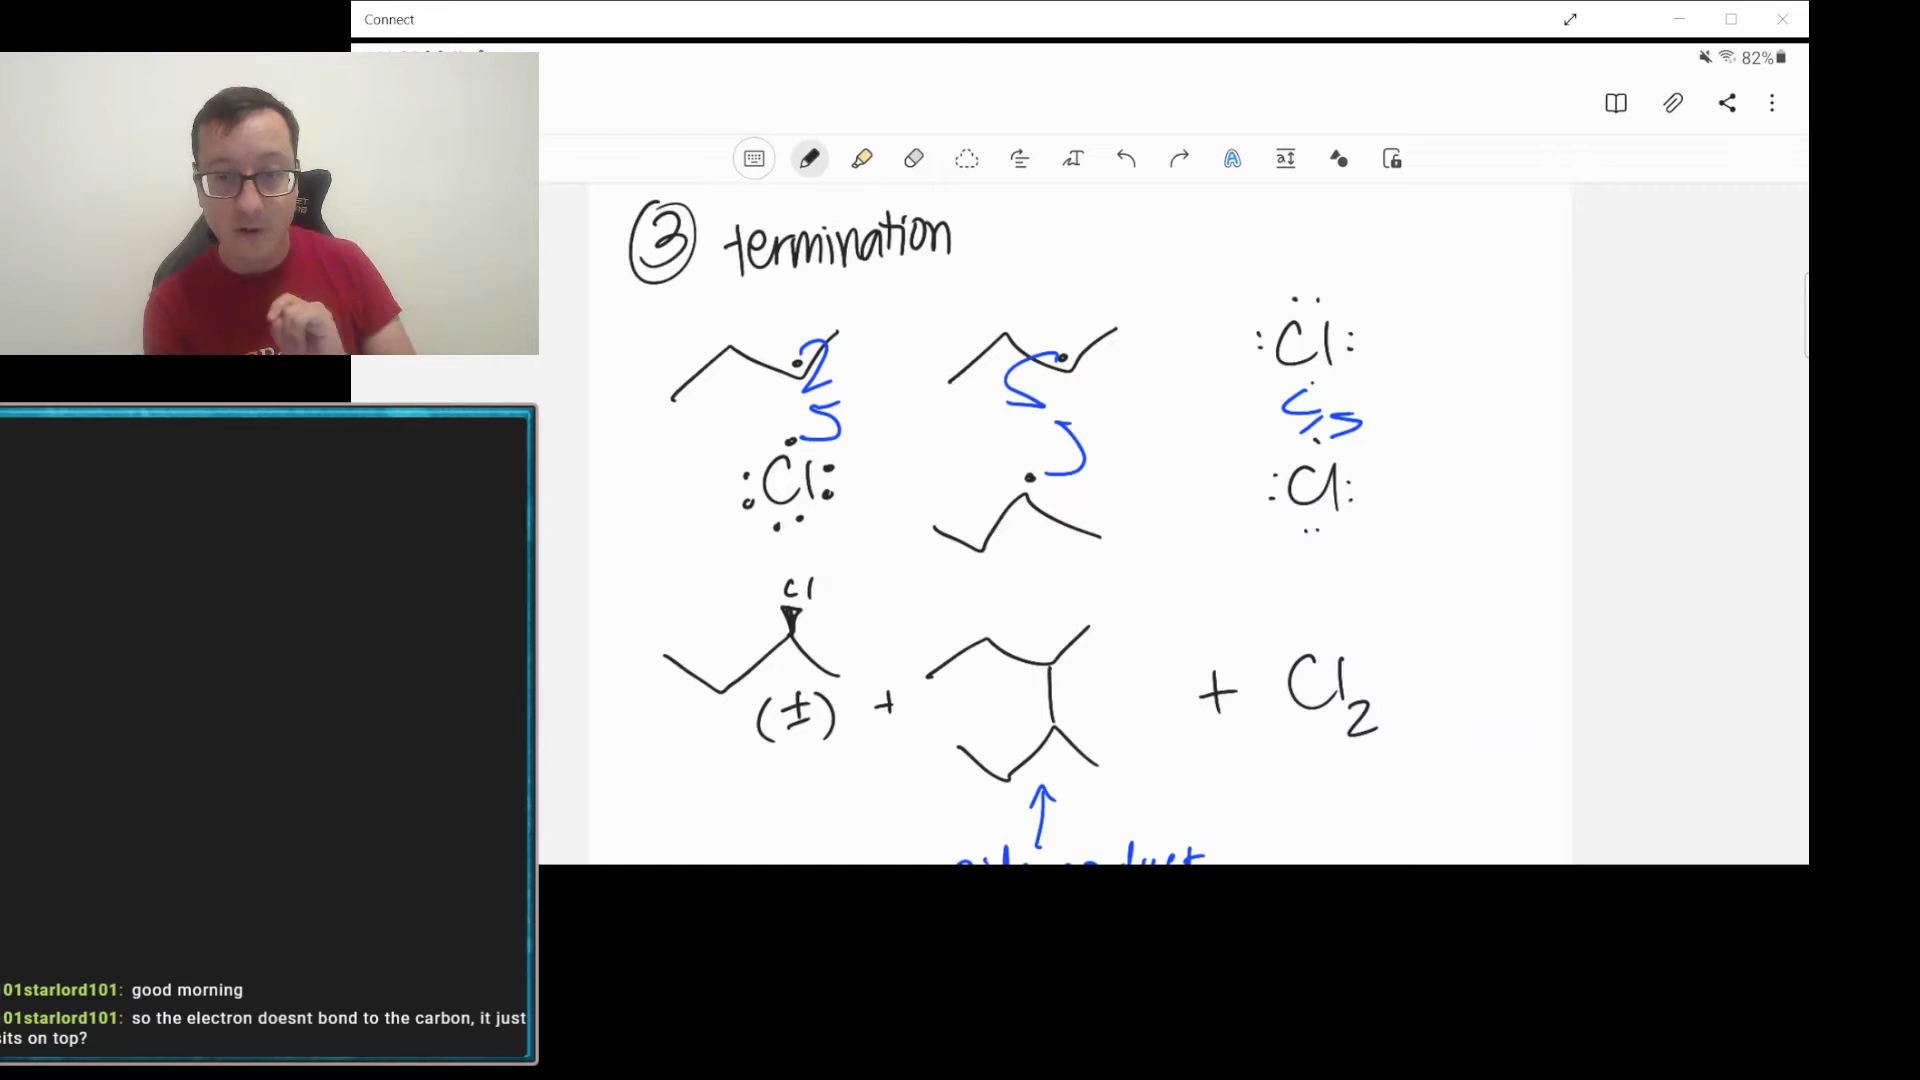 Connect
82%
③ termination
:Cl:
:Cl:
:Cl:
Cl
(±) + + Cl2
01starlord101: good morning
01starlord101: so the electron doesnt bond to the carbon, it just
sits on top?